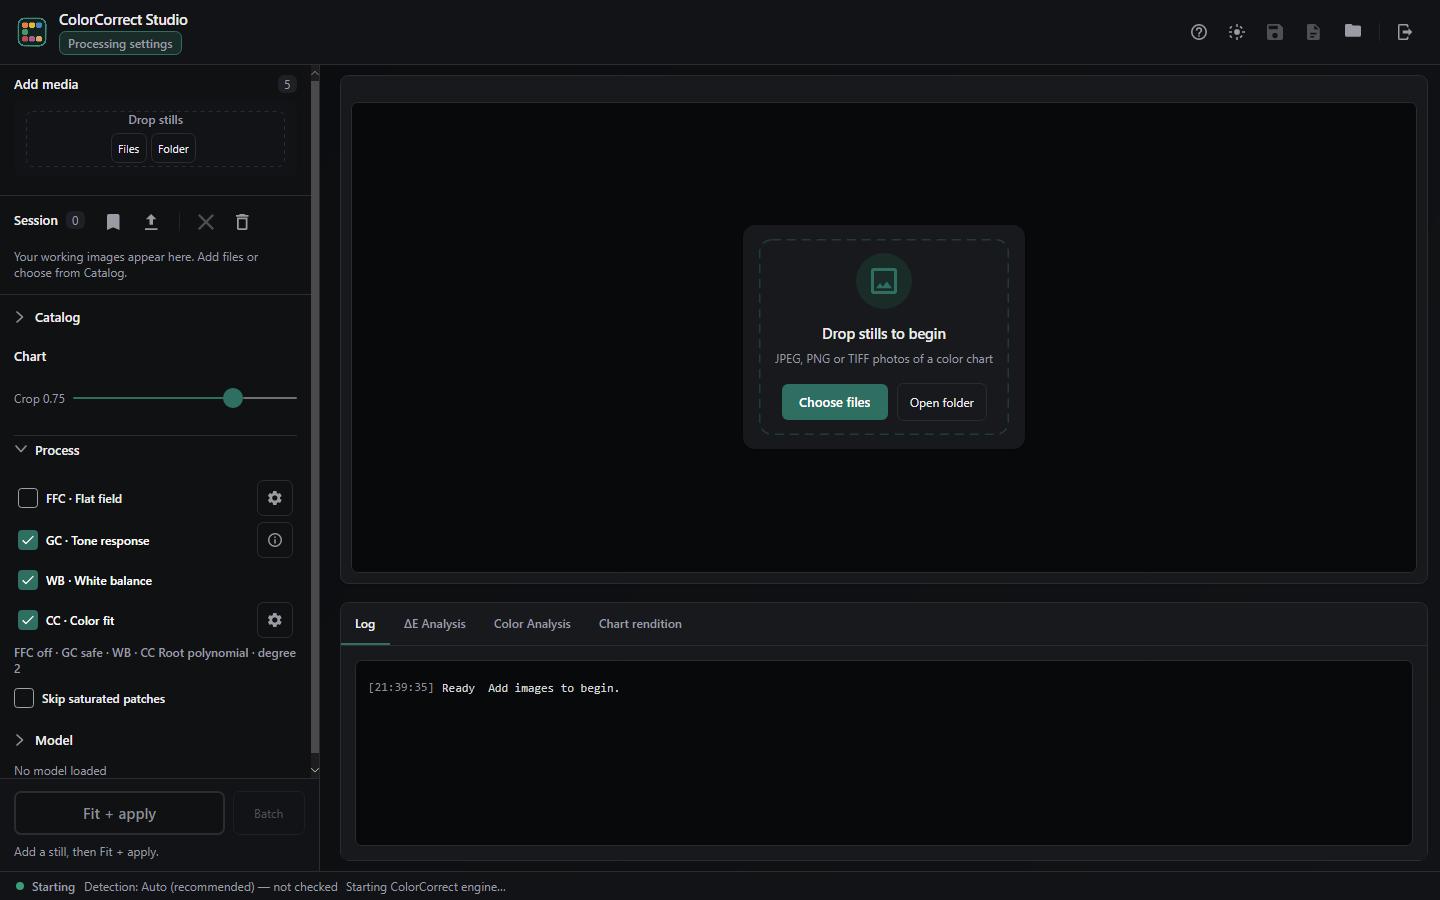 ColorCorrect Studio
Processing settings
Add media 5
Drop stills
Files Folder
Session 0
Your working images appear here. Add files or
choose from Catalog.
Catalog
Chart
Crop 0.75
Process
FFC · Flat field
GC · Tone response
WB · White balance
CC · Color fit
FFC off · GC safe · WB · CC Root polynomial · degree
2
Skip saturated patches
Model
No model loaded
Fit + apply Batch
Add a still, then Fit + apply.
Drop stills to begin
JPEG, PNG or TIFF photos of a color chart
Choose files Open folder
Log ΔE Analysis Color Analysis Chart rendition
[21:39:35] Ready Add images to begin.
Starting Detection: Auto (recommended) — not checked Starting ColorCorrect engine...